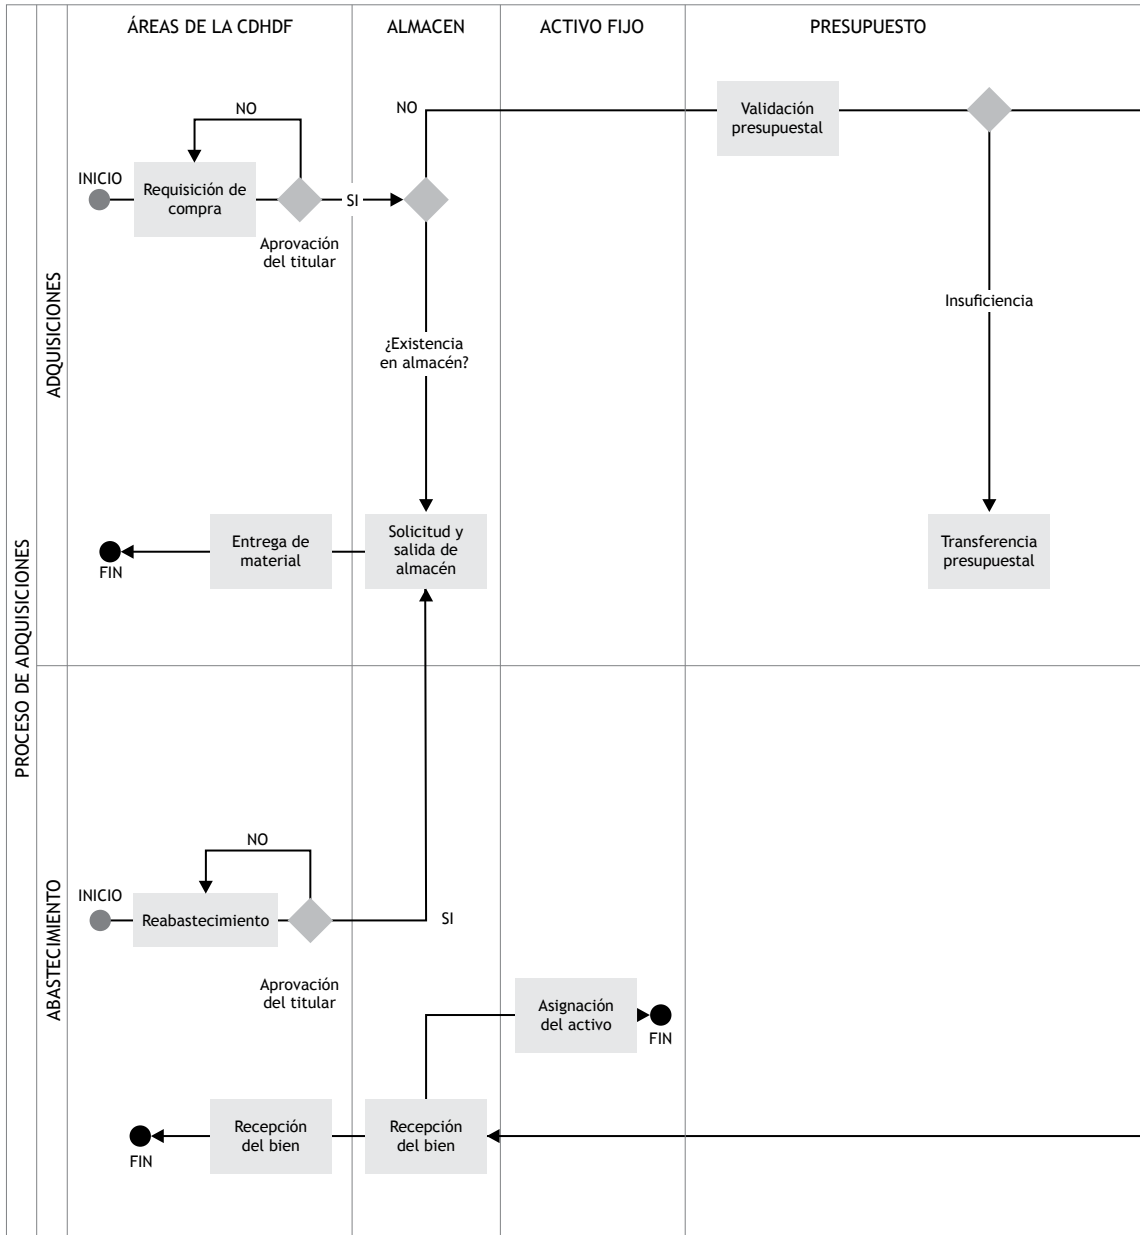 ÁREAS DE LA CDHDF
ALMACEN
ACTIVO FIJO
PRESUPUESTO
PROCESO DE ADQUISICIONES
ADQUISICIONES
NO
INICIO
Requisición de
compra
Aprovación
del titular
SI
NO
¿Existencia
en almacén?
Validación
presupuestal
Insuficiencia
Transferencia
presupuestal
Solicitud y
salida de
almacén
Entrega de
material
FIN
ABASTECIMIENTO
NO
INICIO
Reabastecimiento
Aprovación
del titular
SI
Asignación
del activo
FIN
Recepción
del bien
Recepción
del bien
FIN